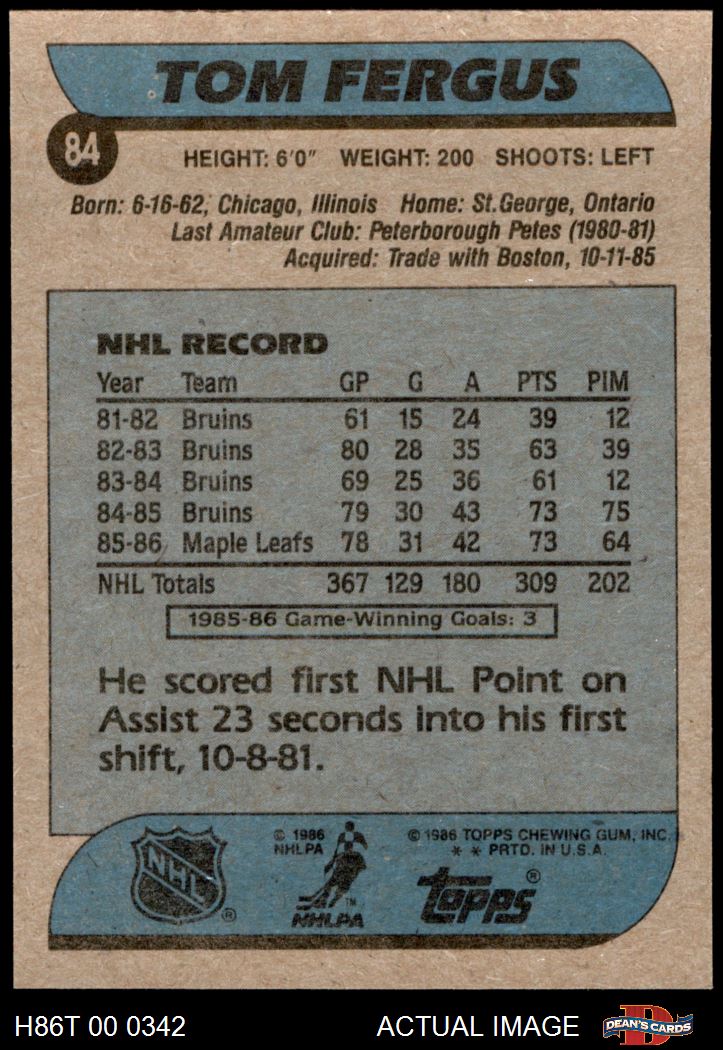 TOM FERGUS
84
HEIGHT: 6'0" WEIGHT: 200 SHOOTS: LEFT
Born: 6-16-62, Chicago, Illinois Home: St.George, Ontario
Last Amateur Club: Peterborough Petes (1980-81)
Acquired: Trade with Boston, 10-11-85
NHL RECORD
Year Team GP G A PTS PIM
81-82 Bruins 61 15 24 39 12
82-83 Bruins 80 28 35 63 39
83-84 Bruins 69 25 36 61 12
84-85 Bruins 79 30 43 73 75
85-86 Maple Leafs 78 31 42 73 64
NHL Totals 367 129 180 309 202
1985-86 Game-Winning Goals: 3
He scored first NHL Point on
Assist 23 seconds into his first
shift, 10-8-81.
© 1986
NHLPA
© 1986 TOPPS CHEWING GUM, INC.
* * PRTD. IN U.S.A.
NHL ®
TM
NHLPA
topps ®
H86T 00 0342 ACTUAL IMAGE
D
DEAN'S CARDS